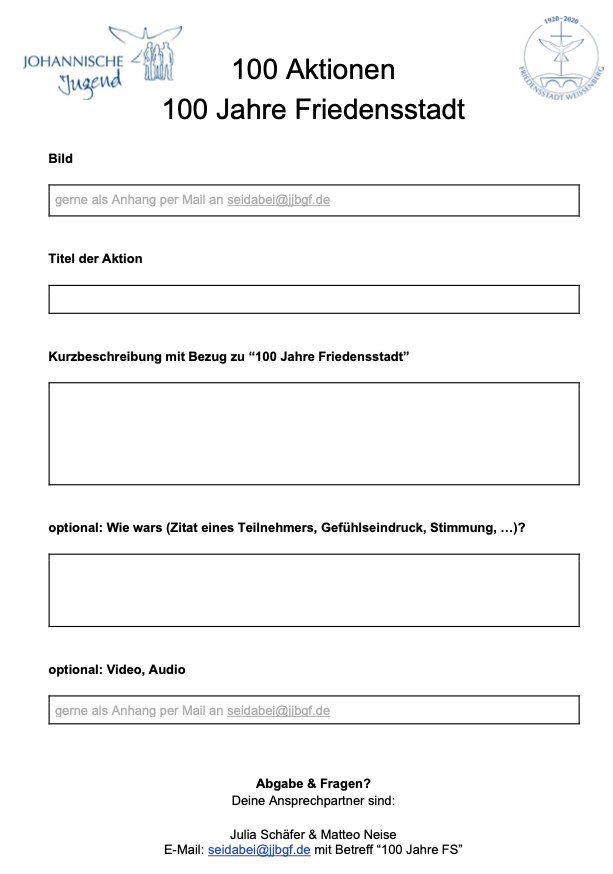 JOHANNISCHE
Jugend
1920-2020
FRIEDENSSTADT WEISSENBERG
100 Aktionen
100 Jahre Friedensstadt
Bild
gerne als Anhang per Mail an seidabei@jjbgf.de
Titel der Aktion
Kurzbeschreibung mit Bezug zu “100 Jahre Friedensstadt”
optional: Wie wars (Zitat eines Teilnehmers, Gefühlseindruck, Stimmung, …)?
optional: Video, Audio
gerne als Anhang per Mail an seidabei@jjbgf.de
Abgabe & Fragen?
Deine Ansprechpartner sind:
Julia Schäfer & Matteo Neise
E-Mail: seidabei@jjbgf.de mit Betreff “100 Jahre FS”